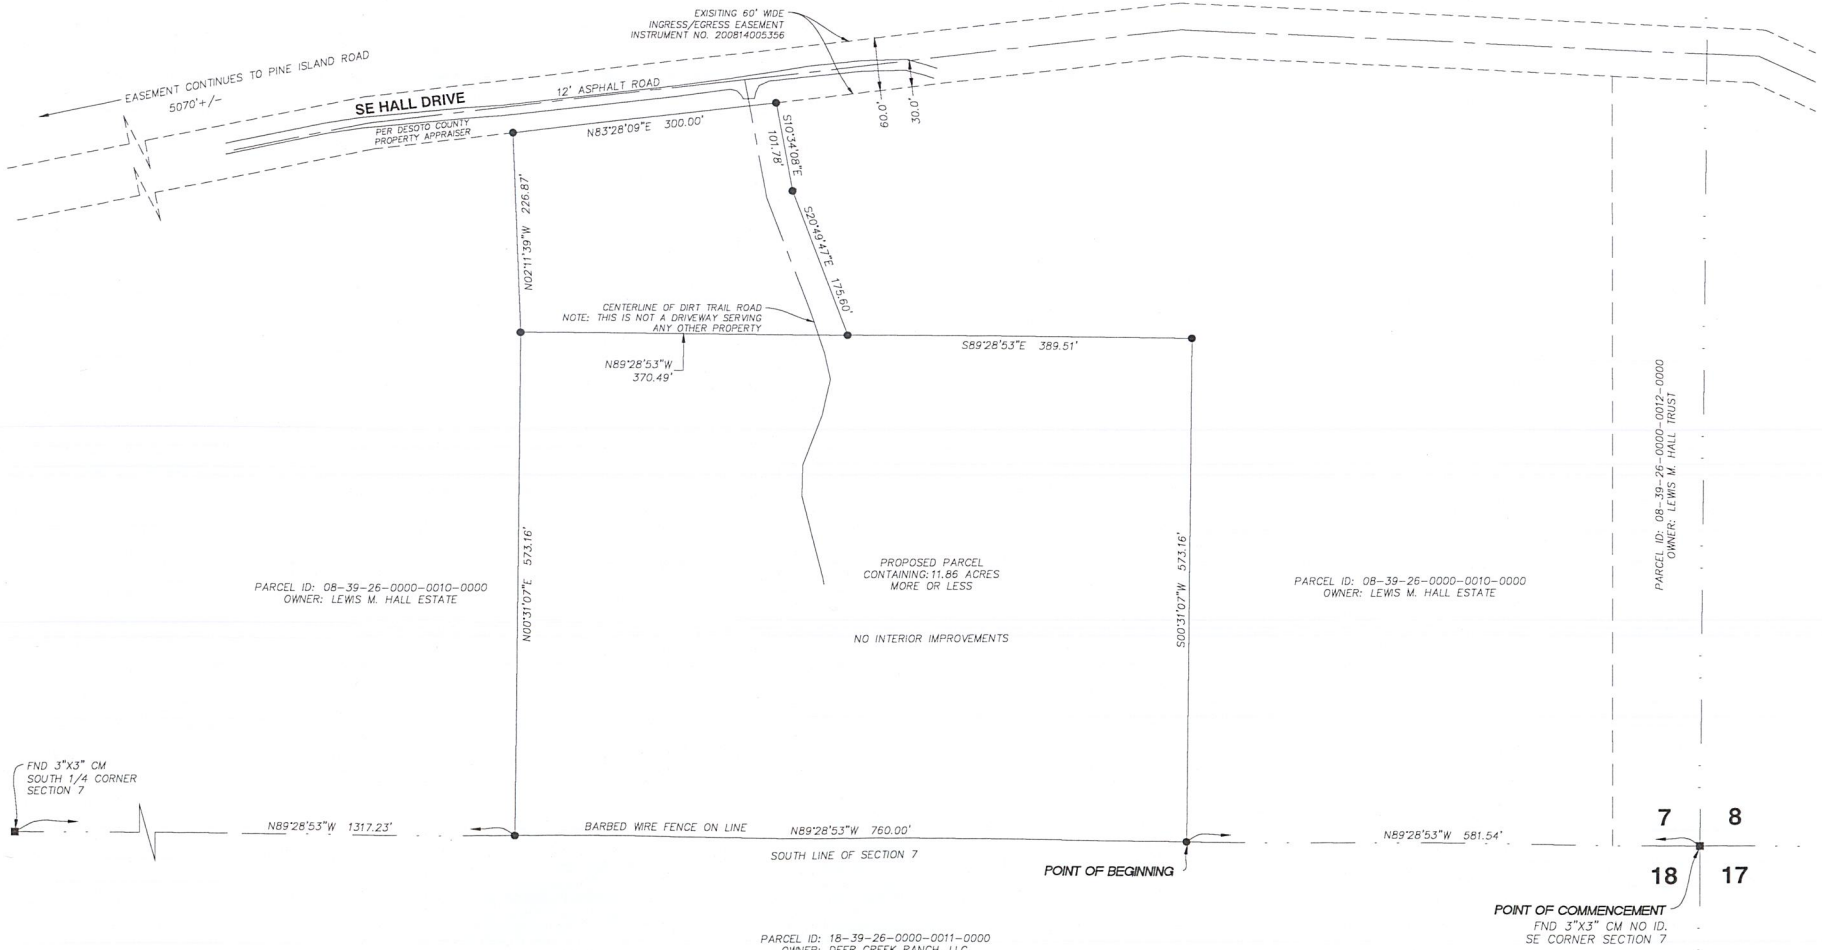 EXISITING 60' WIDE
INGRESS/EGRESS EASEMENT
INSTRUMENT NO. 200814005356
EASEMENT CONTINUES TO PINE ISLAND ROAD
5070'+/-
SE HALL DRIVE
12' ASPHALT ROAD
PER DESOTO COUNTY
PROPERTY APPRAISER
N83°28'09"E 300.00'
60.0'
30.0'
S10°34'08"E
101.78'
N02°11'39"W 226.87'
S20°49'47"E 175.60'
CENTERLINE OF DIRT TRAIL ROAD
NOTE: THIS IS NOT A DRIVEWAY SERVING
ANY OTHER PROPERTY
N89°28'53"W
370.49'
S89°28'53"E 389.51'
PARCEL ID: 08-39-26-0000-0012-0000
OWNER: LEWIS M. HALL TRUST
N00°31'07"E 573.16'
S00°31'07"W 573.16'
PROPOSED PARCEL
CONTAINING: 11.86 ACRES
MORE OR LESS
PARCEL ID: 08-39-26-0000-0010-0000
OWNER: LEWIS M. HALL ESTATE
PARCEL ID: 08-39-26-0000-0010-0000
OWNER: LEWIS M. HALL ESTATE
NO INTERIOR IMPROVEMENTS
FND 3"X3" CM
SOUTH 1/4 CORNER
SECTION 7
N89°28'53"W 1317.23'
BARBED WIRE FENCE ON LINE
N89°28'53"W 760.00'
SOUTH LINE OF SECTION 7
N89°28'53"W 581.54'
7 8
18 17
POINT OF BEGINNING
POINT OF COMMENCEMENT
FND 3"X3" CM NO ID.
SE CORNER SECTION 7
PARCEL ID: 18-39-26-0000-0011-0000
OWNER: DEER CREEK RANCH, LLC